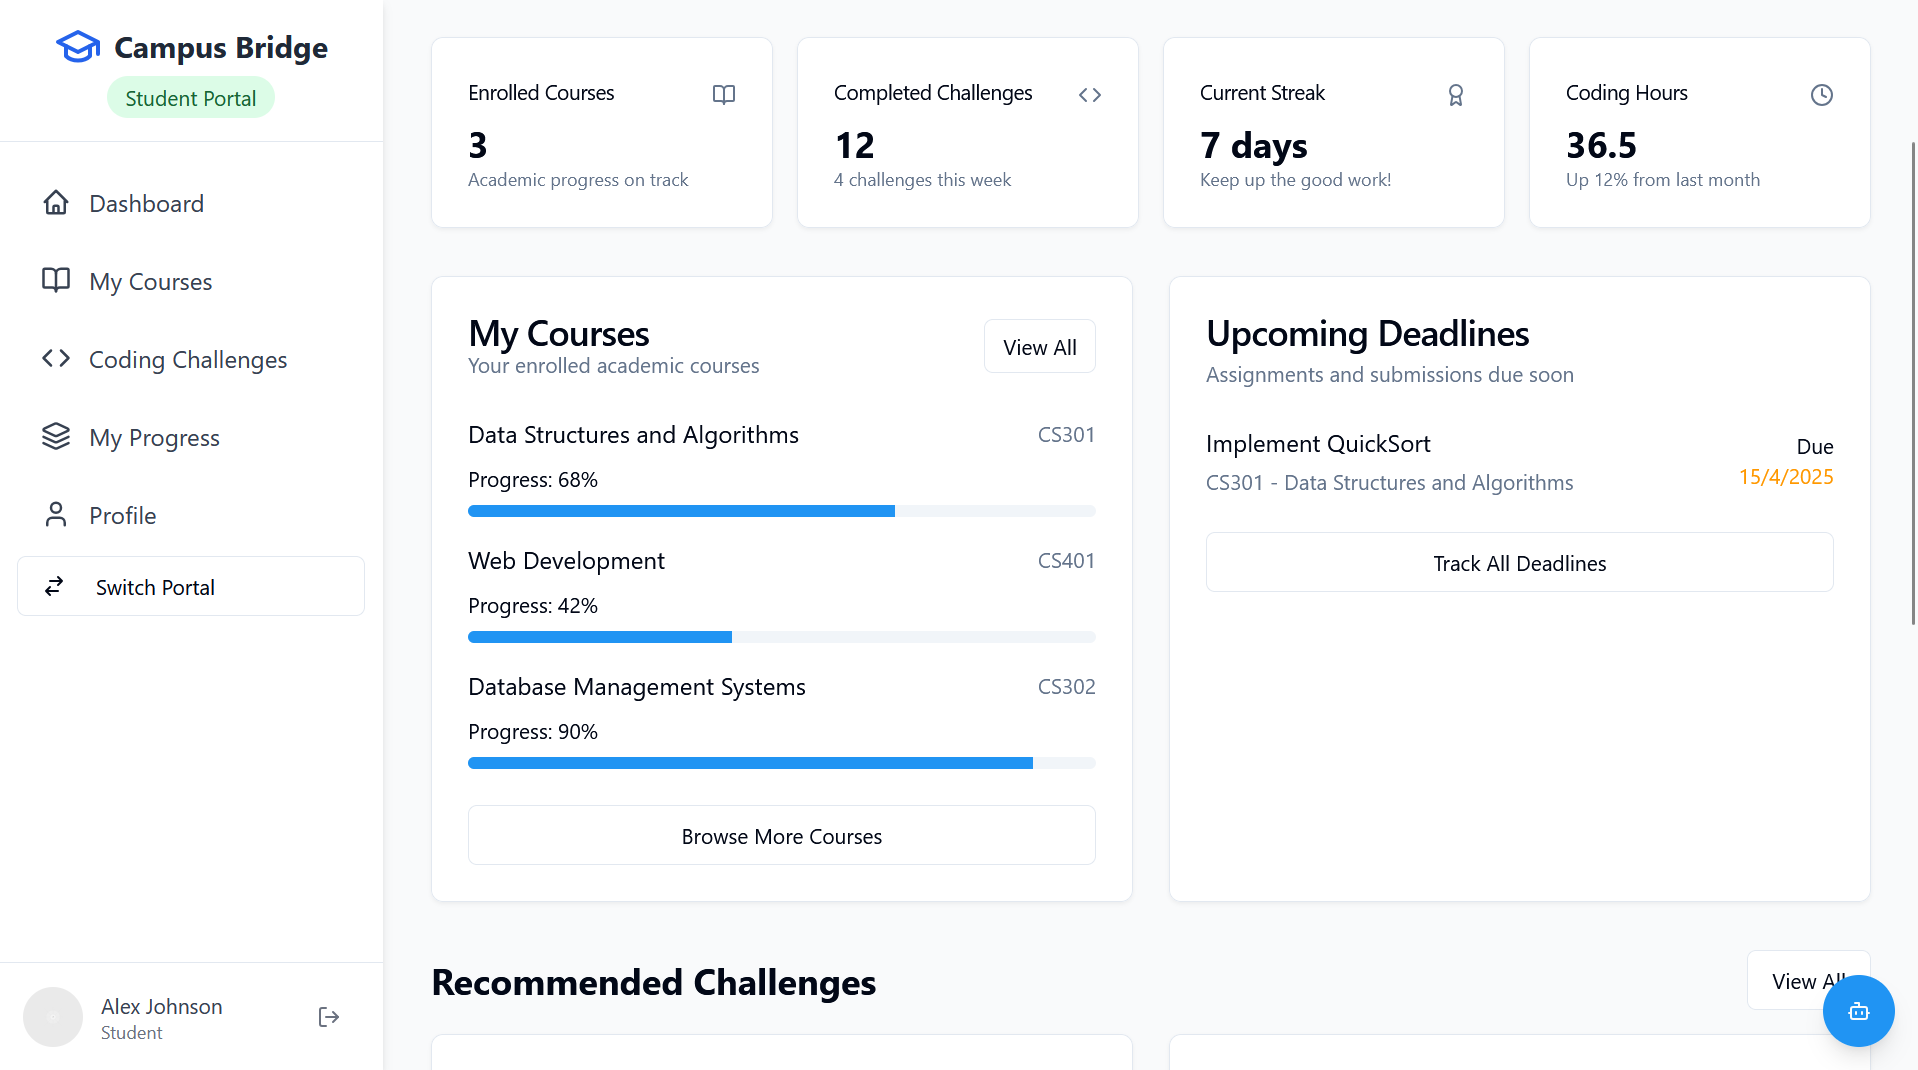 Campus Bridge
Student Portal
Dashboard
My Courses
Coding Challenges
My Progress
Profile
Switch Portal
Alex Johnson
Student
Enrolled Courses
3
Academic progress on track
Completed Challenges
12
4 challenges this week
Current Streak
7 days
Keep up the good work!
Coding Hours
36.5
Up 12% from last month
My Courses
Your enrolled academic courses
View All
Data Structures and Algorithms
CS301
Progress: 68%
Web Development
CS401
Progress: 42%
Database Management Systems
CS302
Progress: 90%
Browse More Courses
Upcoming Deadlines
Assignments and submissions due soon
Implement QuickSort
CS301 - Data Structures and Algorithms
Due
15/4/2025
Track All Deadlines
Recommended Challenges
View All